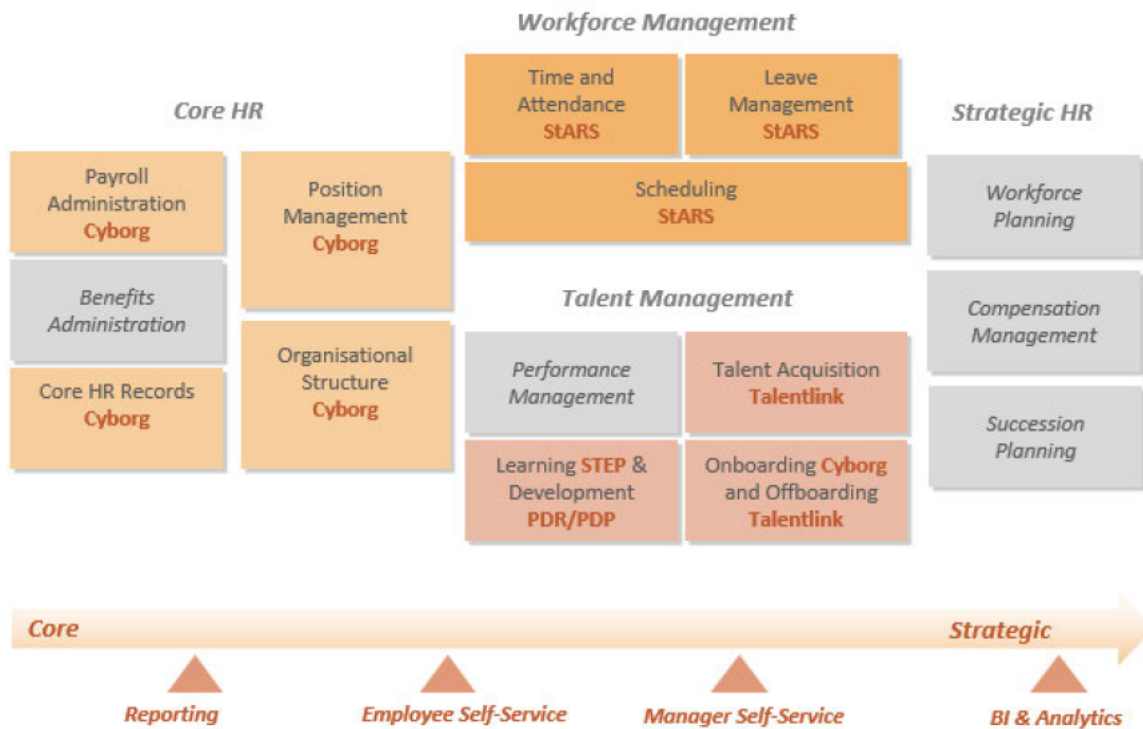 Workforce Management
Core HR
Strategic HR
Time and
Attendance
StARS
Leave
Management
StARS
Scheduling
StARS
Payroll
Administration
Cyborg
Position
Management
Cyborg
Benefits
Administration
Core HR Records
Cyborg
Organisational
Structure
Cyborg
Talent Management
Performance
Management
Talent Acquisition
Talentlink
Learning STEP &
Development
PDR/PDP
Onboarding Cyborg
and Offboarding
Talentlink
Workforce
Planning
Compensation
Management
Succession
Planning
Core
Strategic
Reporting
Employee Self-Service
Manager Self-Service
BI & Analytics